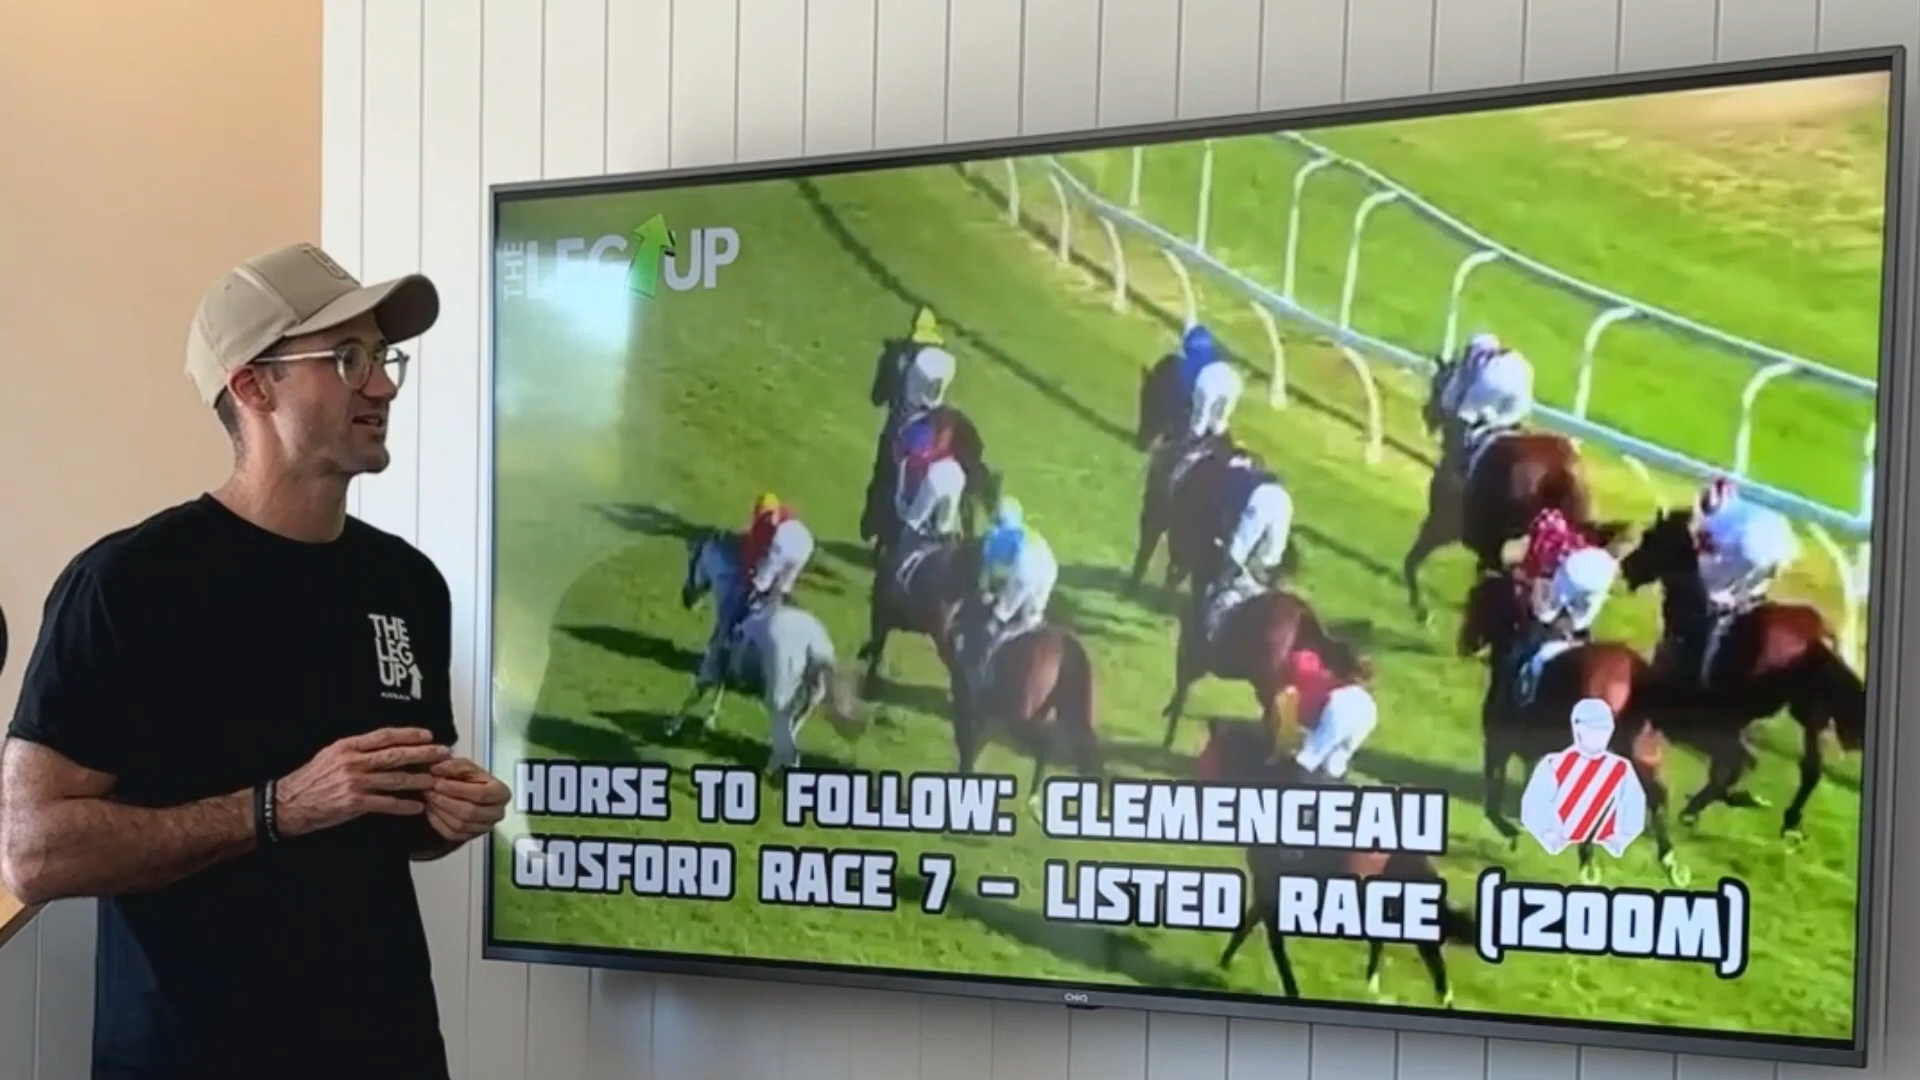 THE LEG UP
THE
LEG
UP
HORSE TO FOLLOW: CLEMENCEAU
GOSFORD RACE 7 - LISTED RACE (1200M)
CHiQ